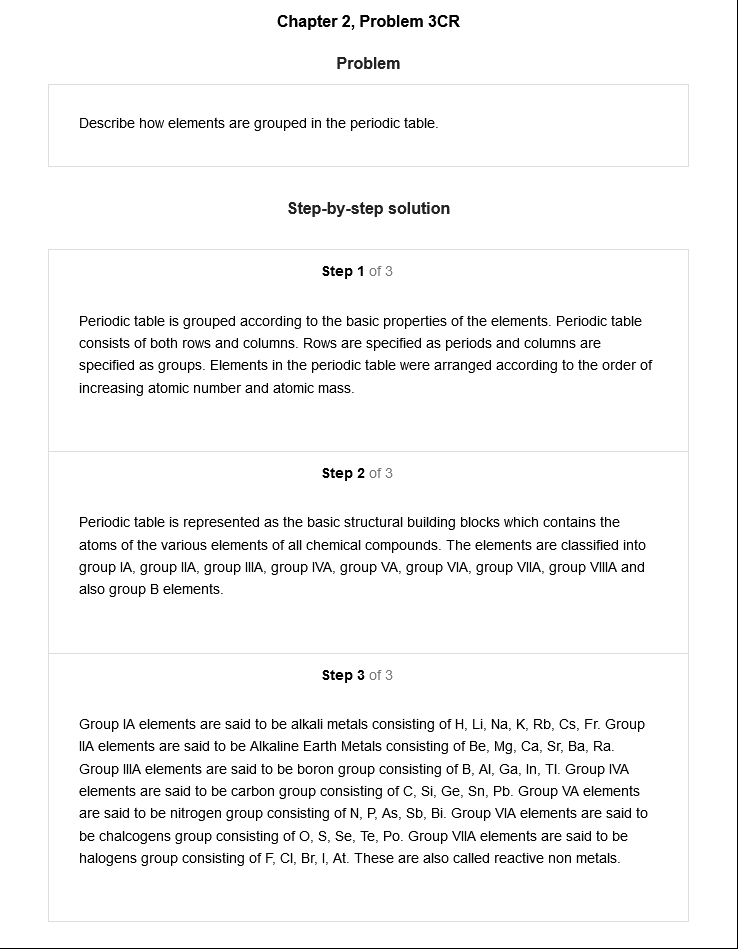 Chapter 2, Problem 3CR
Problem
Describe how elements are grouped in the periodic table.
Step-by-step solution
Step 1 of 3
Periodic table is grouped according to the basic properties of the elements. Periodic table
consists of both rows and columns. Rows are specified as periods and columns are
specified as groups. Elements in the periodic table were arranged according to the order of
increasing atomic number and atomic mass.
Step 2 of 3
Periodic table is represented as the basic structural building blocks which contains the
atoms of the various elements of all chemical compounds. The elements are classified into
group IA, group IIA, group IIIA, group IVA, group VA, group VIA, group VIIA, group VIIIA and
also group B elements.
Step 3 of 3
Group IA elements are said to be alkali metals consisting of H, Li, Na, K, Rb, Cs, Fr. Group
IIA elements are said to be Alkaline Earth Metals consisting of Be, Mg, Ca, Sr, Ba, Ra.
Group IIIA elements are said to be boron group consisting of B, Al, Ga, In, Tl. Group IVA
elements are said to be carbon group consisting of C, Si, Ge, Sn, Pb. Group VA elements
are said to be nitrogen group consisting of N, P, As, Sb, Bi. Group VIA elements are said to
be chalcogens group consisting of O, S, Se, Te, Po. Group VIIA elements are said to be
halogens group consisting of F, Cl, Br, I, At. These are also called reactive non metals.